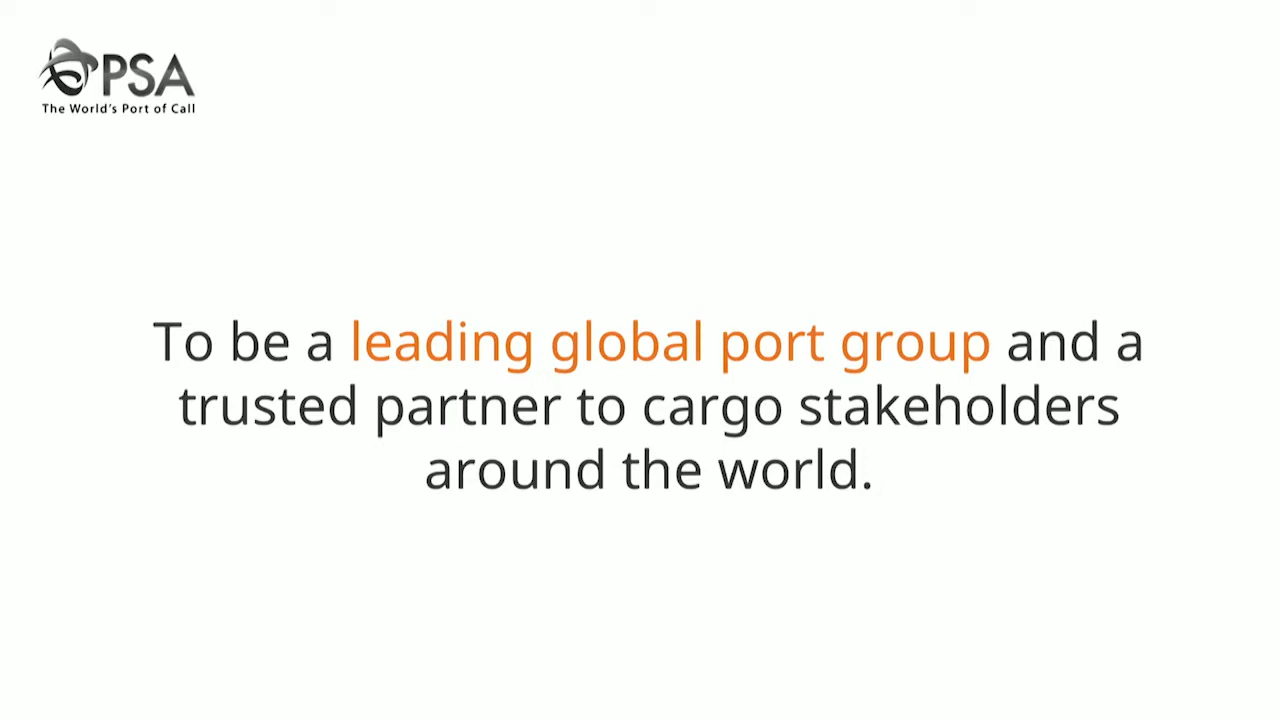 PSA
The World's Port of Call
To be a leading global port group and a
trusted partner to cargo stakeholders
around the world.